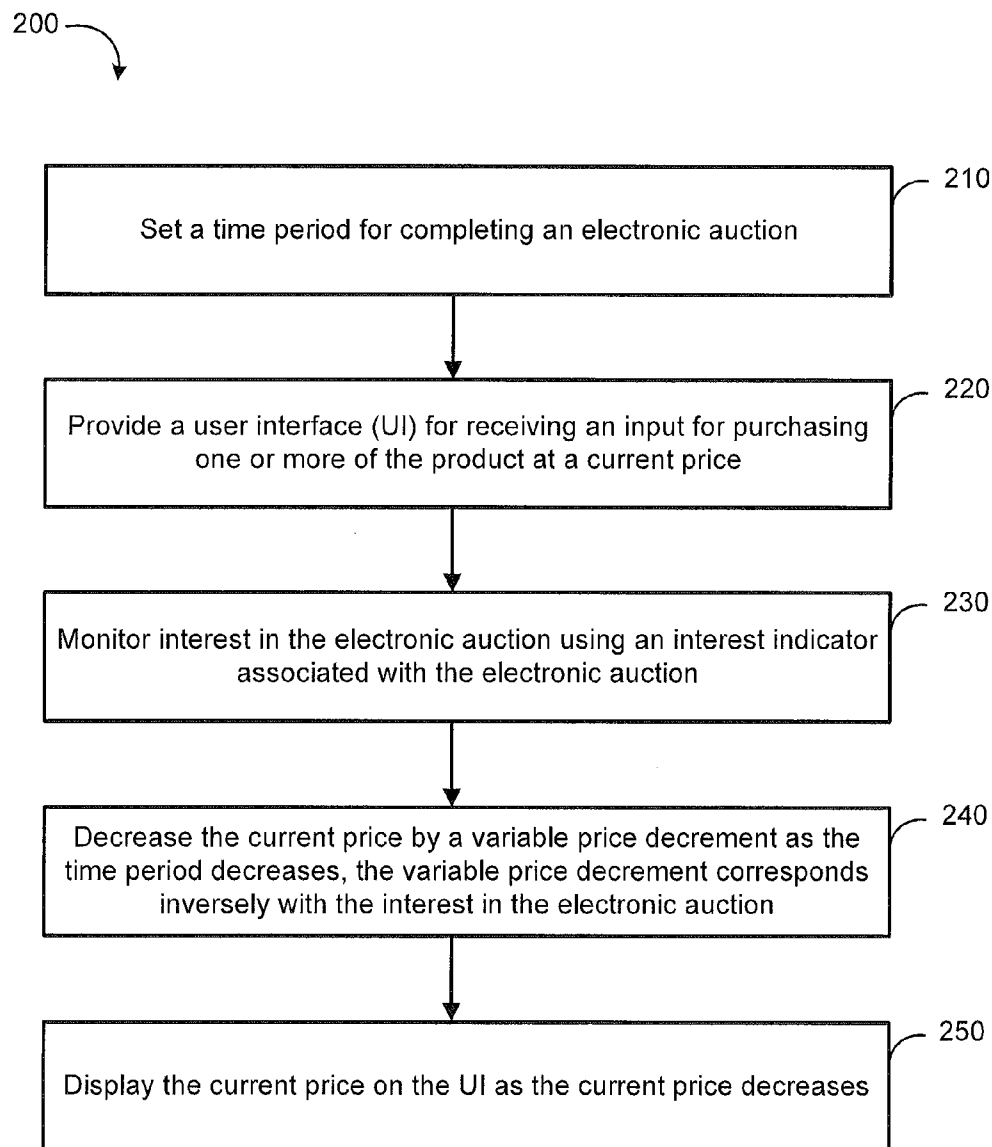 200
210
Set a time period for completing an electronic auction
220
Provide a user interface (UI) for receiving an input for purchasing
one or more of the product at a current price
230
Monitor interest in the electronic auction using an interest indicator
associated with the electronic auction
240
Decrease the current price by a variable price decrement as the
time period decreases, the variable price decrement corresponds
inversely with the interest in the electronic auction
250
Display the current price on the UI as the current price decreases